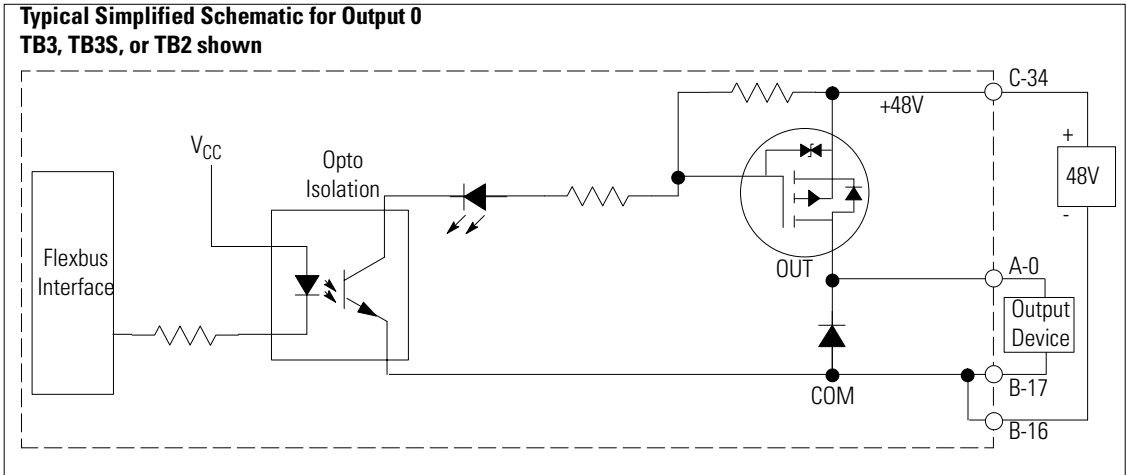 Typical Simplified Schematic for Output 0
TB3, TB3S, or TB2 shown
C-34
+48V
+
48V
-
VCC
Opto
Isolation
Flexbus
Interface
OUT
A-0
Output
Device
COM
B-17
B-16